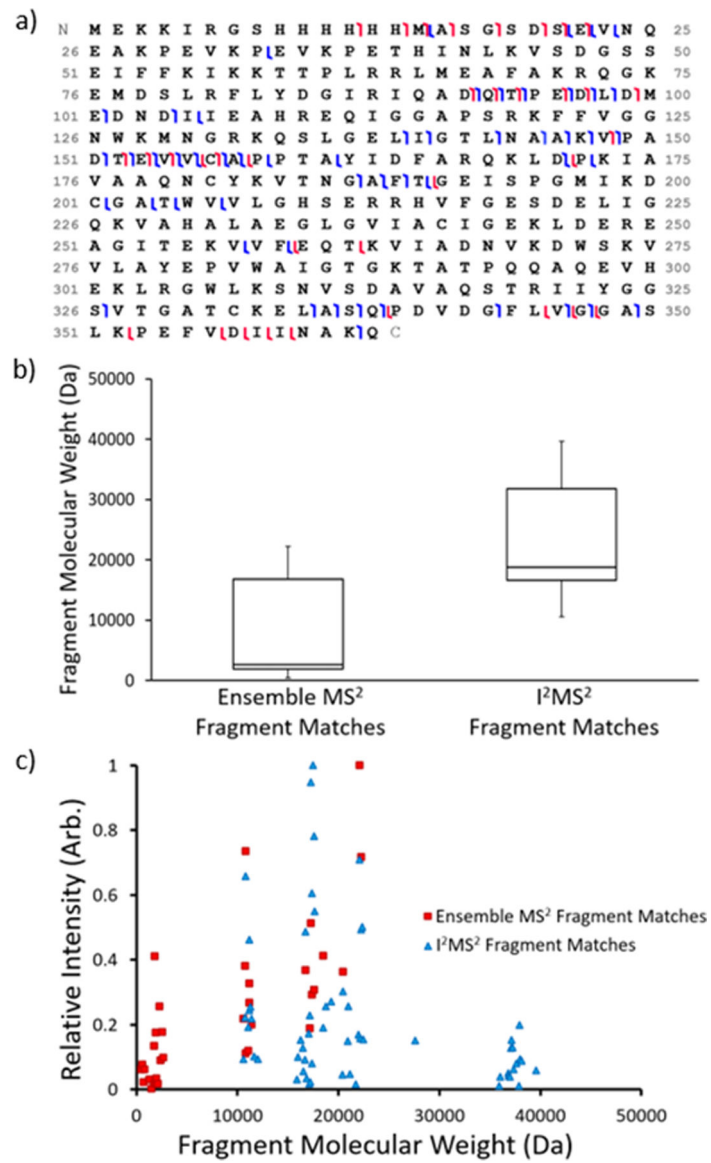 a)
N M E K K I R G S H H H H H H M A S G S D S E V N Q 25
26 E A K P E V K P E V K P E T H I N L K V S D G S S 50
51 E I F F K I K K T T P L R R L M E A F A K R Q G K 75
76 E M D S L R F L Y D G I R I Q A D Q T P E D L D M 100
101 E D N D I I E A H R E Q I G G A P S R K F F V G G 125
126 N W K M N G R K Q S L G E L I G T L N A A K V P A 150
151 D T E V V C A P P T A Y I D F A R Q K L D P K I A 175
176 V A A Q N C Y K V T N G A F T G E I S P G M I K D 200
201 C G A T W V V L G H S E R R H V F G E S D E L I G 225
226 Q K V A H A L A E G L G V I A C I G E K L D E R E 250
251 A G I T E K V V F E Q T K V I A D N V K D W S K V 275
276 V L A Y E P V W A I G T G K T A T P Q Q A Q E V H 300
301 E K L R G W L K S N V S D A V A Q S T R I I Y G G 325
326 S V T G A T C K E L A S Q P D V D G F L V G G A S 350
351 L K P E F V D I I N A K Q C
b)
50000
40000
30000
20000
10000
0
Fragment Molecular Weight (Da)
Ensemble MS² I²MS²
Fragment Matches Fragment Matches
c)
1
0.8
0.6
0.4
0.2
0
Relative Intensity (Arb.)
Ensemble MS² Fragment Matches
I²MS² Fragment Matches
0 10000 20000 30000 40000 50000
Fragment Molecular Weight (Da)